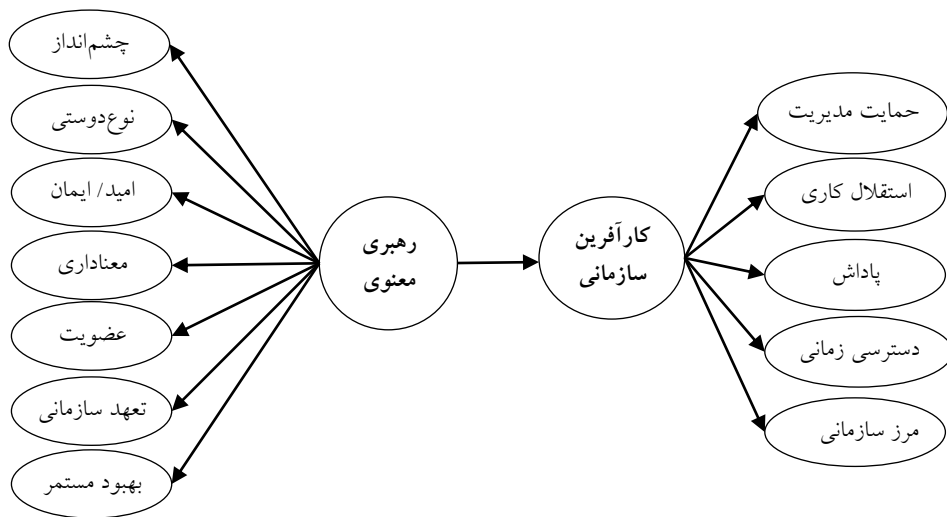 چشم‌انداز
نوع‌دوستی
امید/ ایمان
معناداری
عضویت
تعهد سازمانی
بهبود مستمر
رهبری
معنوی
کارآفرین
سازمانی
حمایت مدیریت
استقلال کاری
پاداش
دسترسی زمانی
مرز سازمانی